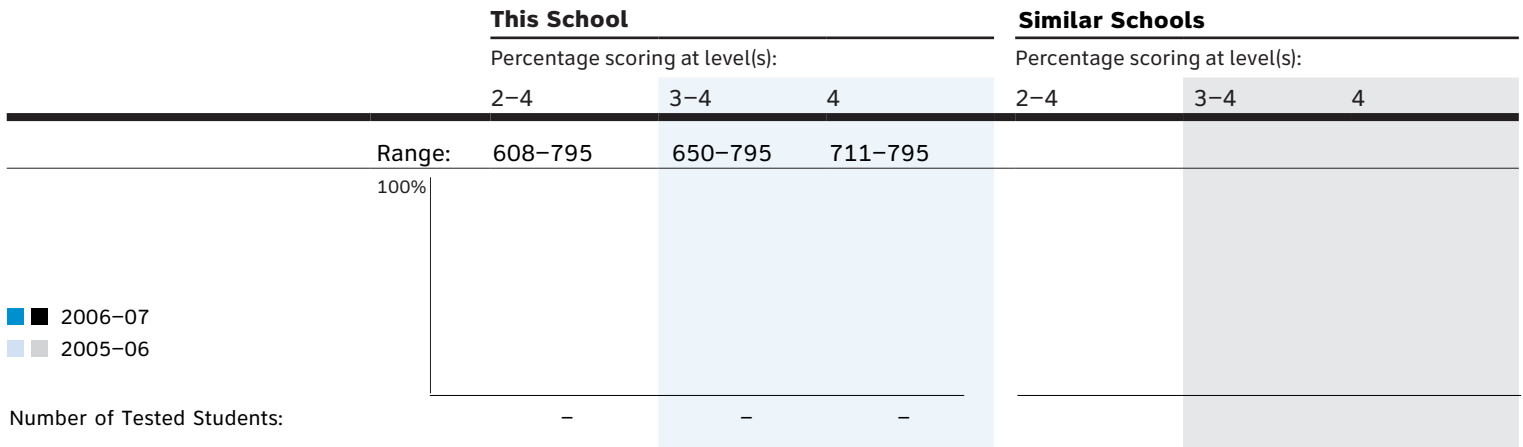 This School Similar Schools
Percentage scoring at level(s): Percentage scoring at level(s):
2–4 3–4 4 2–4 3–4 4
Range: 608–795 650–795 711–795
100%
2006–07
2005–06
Number of Tested Students: – – –